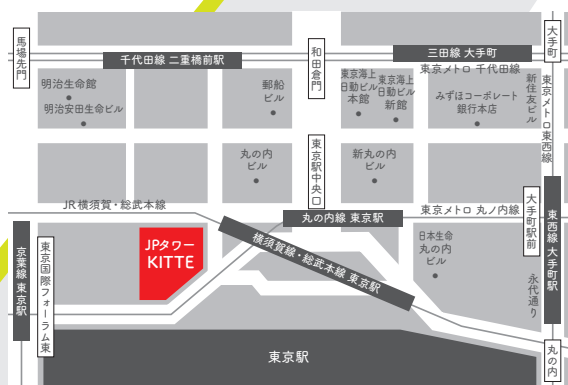 馬場先門
千代田線 二重橋前駅
和田倉門
三田線 大手町
大手町
東京メトロ 千代田線
明治生命館
明治安田生命ビル
郵船
ビル
東京海上
日動ビル
本館
東京海上
日動ビル
新館
みずほコーポレート
銀行本店
新住友ビル
東京メトロ東西線
丸の内
ビル
東京駅中央口
新丸の内
ビル
JR横須賀・総武本線
丸の内線 東京駅
東京メトロ 丸ノ内線
大手町駅前
東西線 大手町駅
京葉線 東京駅
東京国際フォーラム東
JPタワー
KITTE
横須賀線・総武本線 東京駅
日本生命
丸の内
ビル
永代通り
東京駅
丸の内